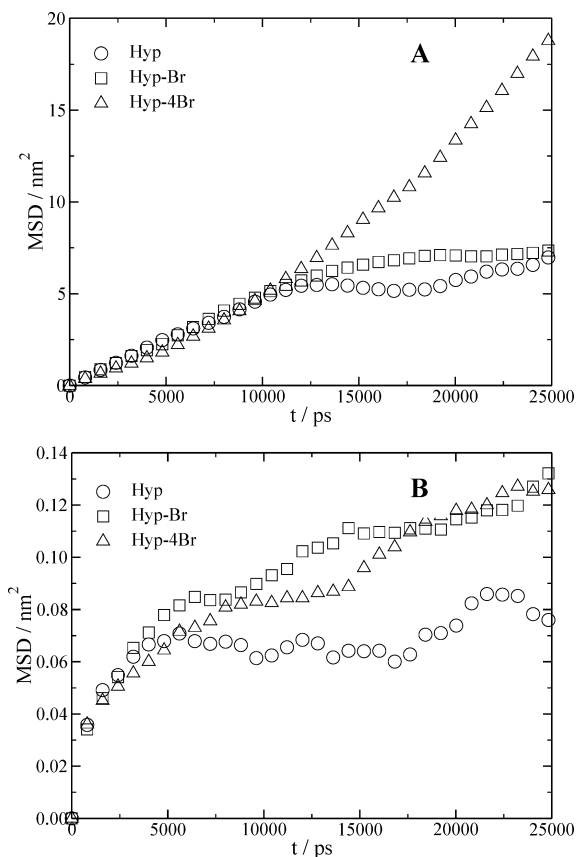 20
15
10
5
0
MSD / nm²
Hyp
Hyp-Br
Hyp-4Br
A
0 5000 10000 15000 20000 25000
t / ps
0.14
0.12
0.10
0.08
0.06
0.04
0.02
0.00
MSD / nm²
Hyp
Hyp-Br
Hyp-4Br
B
0 5000 10000 15000 20000 25000
t / ps